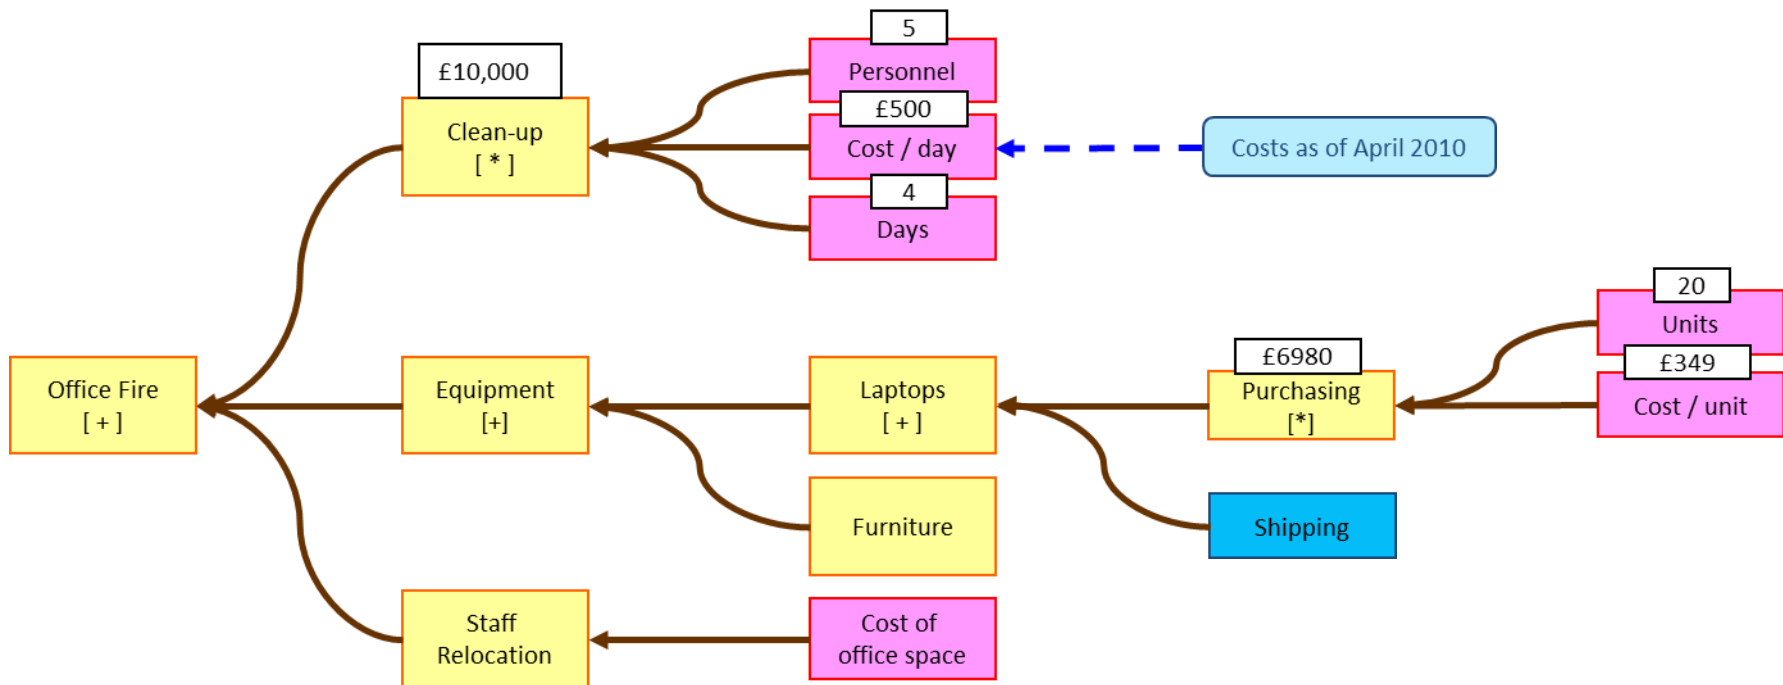 5
£10,000
Personnel
£500
Clean-up
[ * ]
Cost / day
Costs as of April 2010
4
Days
20
Units
£6980
£349
Office Fire
[ + ]
Equipment
[+]
Laptops
[ + ]
Purchasing
[*]
Cost / unit
Furniture
Shipping
Staff
Relocation
Cost of
office space